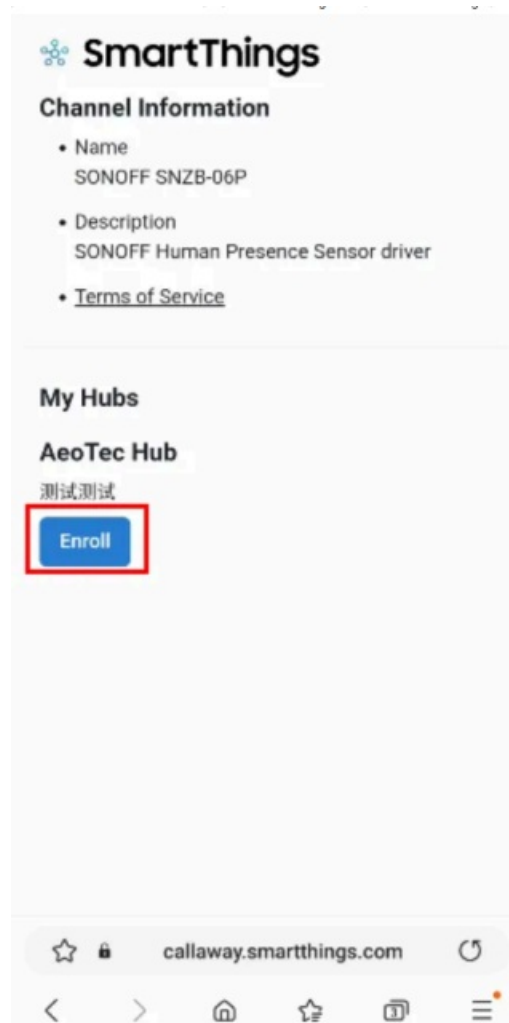 SmartThings
Channel Information
• Name
SONOFF SNZB-06P
• Description
SONOFF Human Presence Sensor driver
• Terms of Service
My Hubs
AeoTec Hub
测试测试
Enroll
callaway.smartthings.com
3